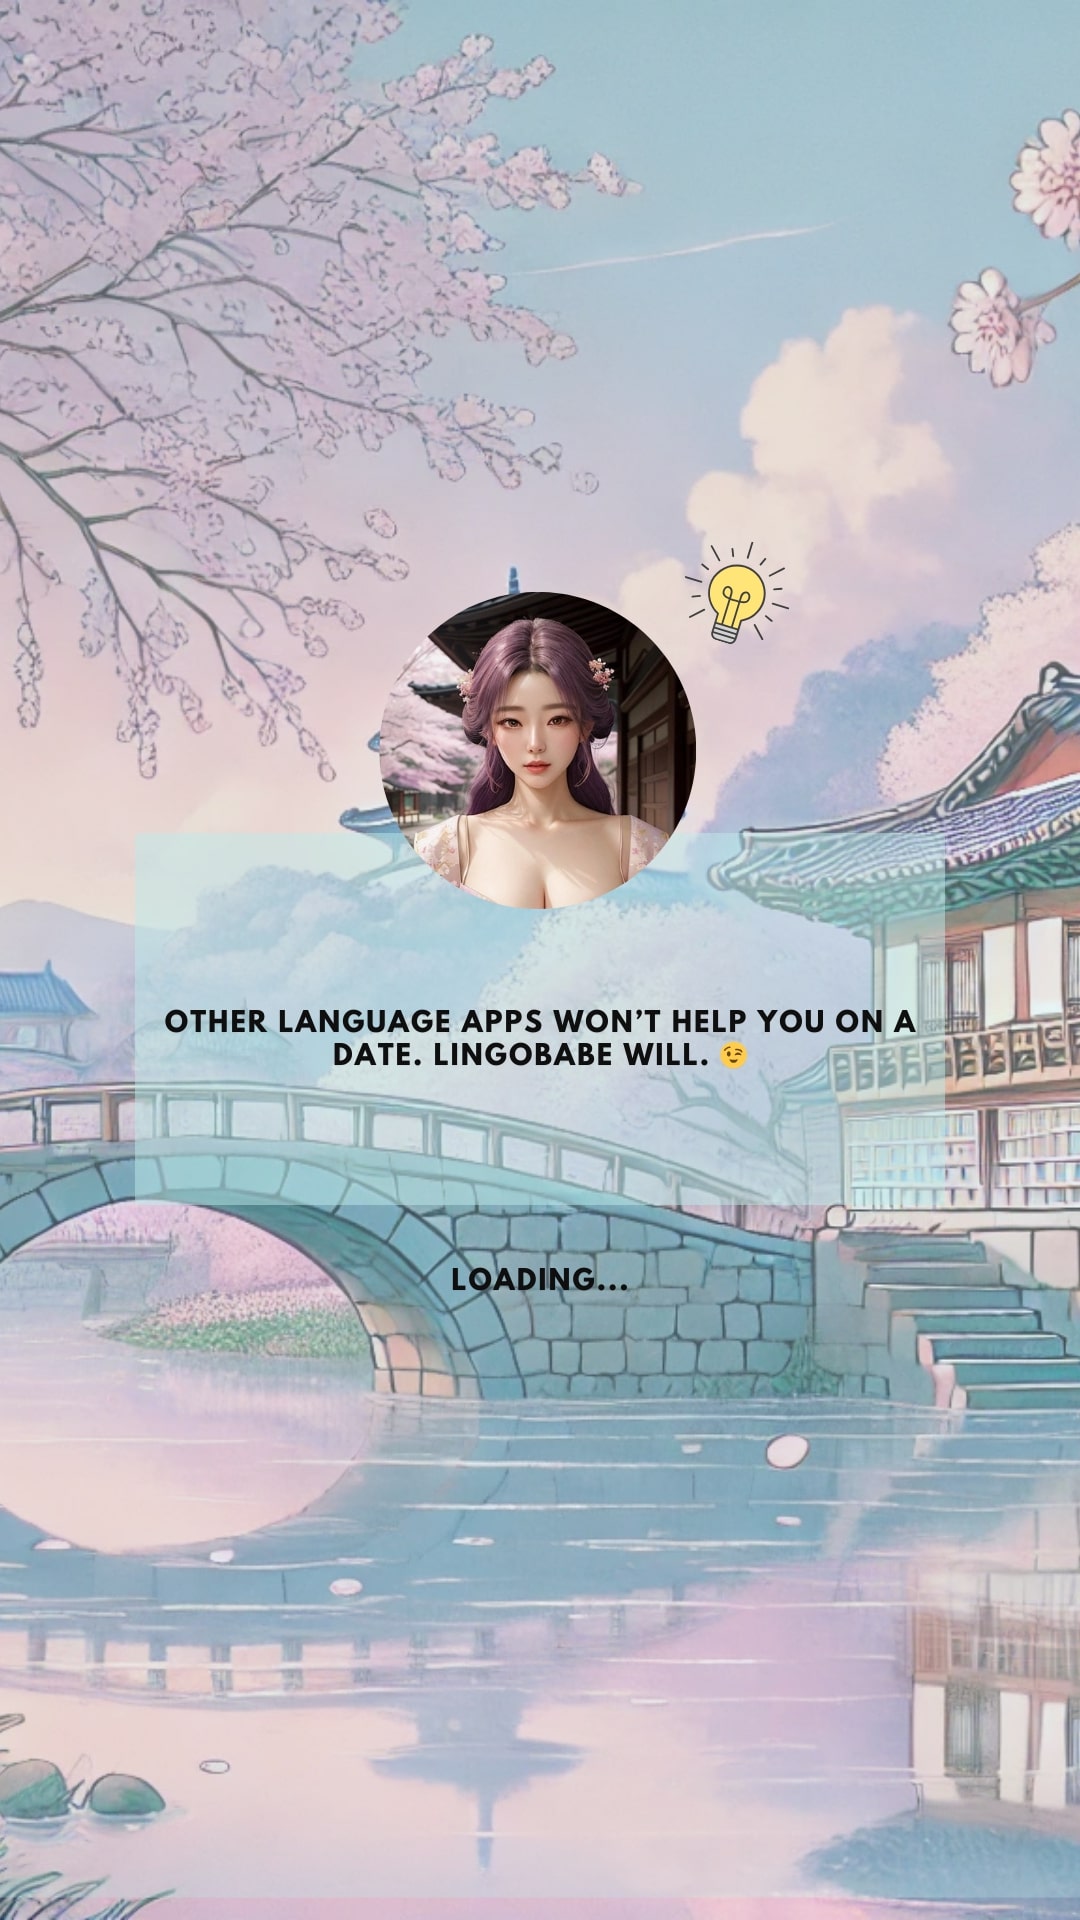 OTHER LANGUAGE APPS WON’T HELP YOU ON A
DATE. LINGOBABE WILL. 😉
LOADING...